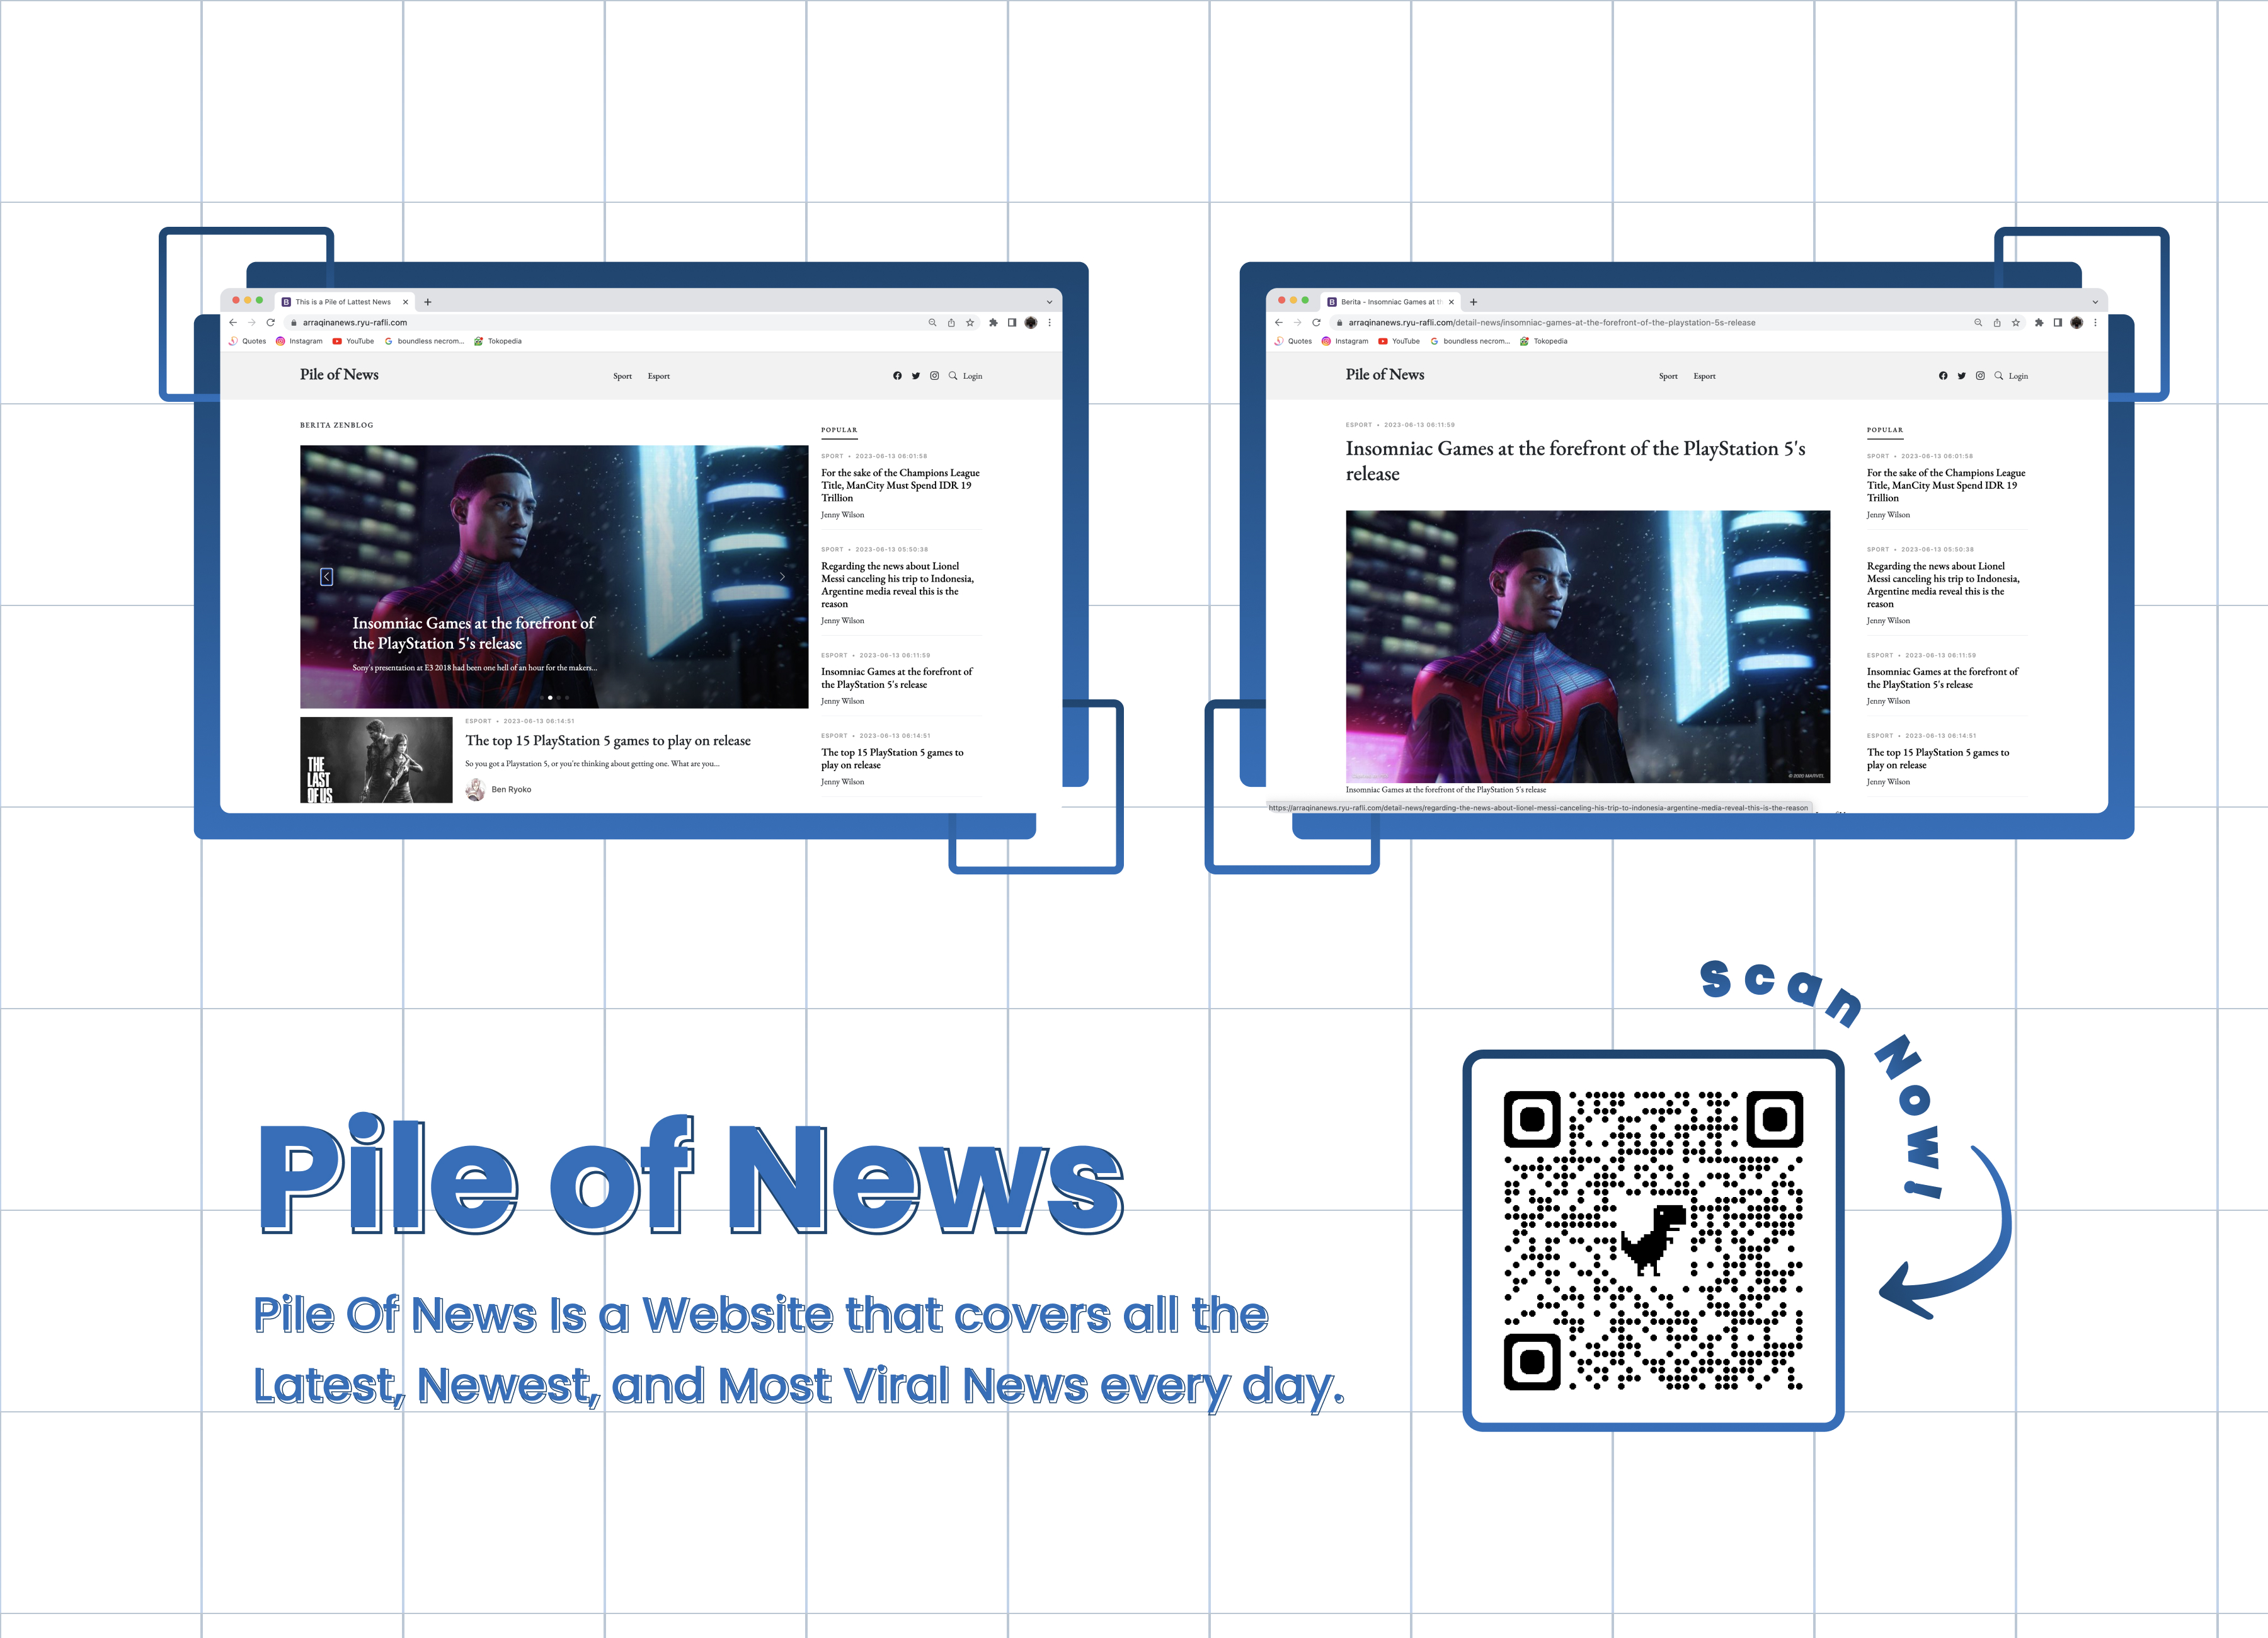 This is a Pile of Lattest News
arraqinanews.ryu-rafli.com
Quotes Instagram YouTube boundless necrom... Tokopedia
Pile of News Sport Esport Login
BERITA ZENBLOG
Insomniac Games at the forefront of
the PlayStation 5's release
Sony's presentation at E3 2018 had been one hell of an hour for the makers...
THE
LAST
OF US
ESPORT • 2023-06-13 06:14:51
The top 15 PlayStation 5 games to play on release
So you got a Playstation 5, or you're thinking about getting one. What are you...
Ben Ryoko
POPULAR
SPORT • 2023-06-13 06:01:58
For the sake of the Champions League
Title, ManCity Must Spend IDR 19
Trillion
Jenny Wilson
SPORT • 2023-06-13 05:50:38
Regarding the news about Lionel
Messi canceling his trip to Indonesia,
Argentine media reveal this is the
reason
Jenny Wilson
ESPORT • 2023-06-13 06:11:59
Insomniac Games at the forefront of
the PlayStation 5's release
Jenny Wilson
ESPORT • 2023-06-13 06:14:51
The top 15 PlayStation 5 games to
play on release
Jenny Wilson
Berita - Insomniac Games at t
arraqinanews.ryu-rafli.com/detail-news/insomniac-games-at-the-forefront-of-the-playstation-5s-release
Quotes Instagram YouTube boundless necrom... Tokopedia
Pile of News Sport Esport Login
ESPORT • 2023-06-13 06:11:59
Insomniac Games at the forefront of the PlayStation 5's
release
Insomniac Games at the forefront of the PlayStation 5's release
https://arraqinanews.ryu-rafli.com/detail-news/regarding-the-news-about-lionel-messi-canceling-his-trip-to-indonesia-argentine-media-reveal-this-is-the-reason
POPULAR
SPORT • 2023-06-13 06:01:58
For the sake of the Champions League
Title, ManCity Must Spend IDR 19
Trillion
Jenny Wilson
SPORT • 2023-06-13 05:50:38
Regarding the news about Lionel
Messi canceling his trip to Indonesia,
Argentine media reveal this is the
reason
Jenny Wilson
ESPORT • 2023-06-13 06:11:59
Insomniac Games at the forefront of
the PlayStation 5's release
Jenny Wilson
ESPORT • 2023-06-13 06:14:51
The top 15 PlayStation 5 games to
play on release
Jenny Wilson
Pile of News
Pile Of News Is a Website that covers all the
Latest, Newest, and Most Viral News every day.
Scan Now!